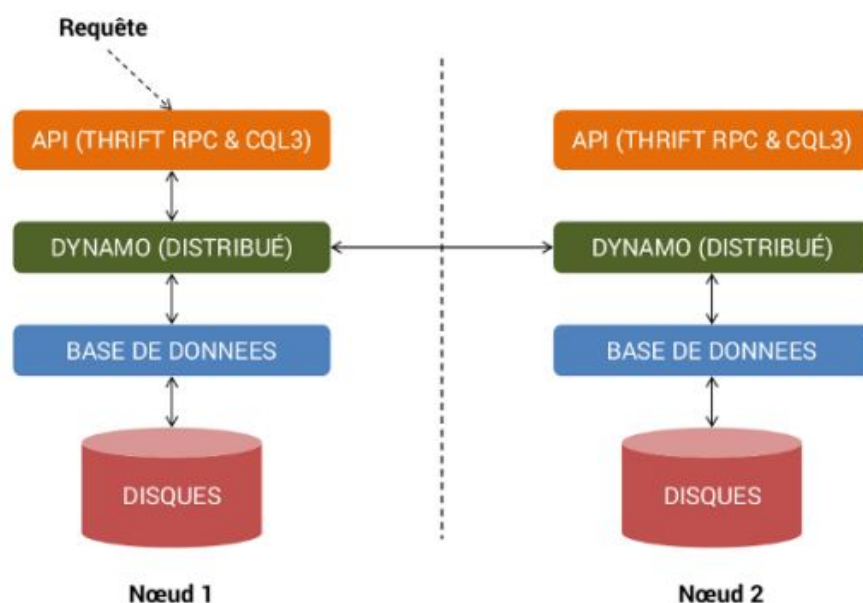 Requête
API (THRIFT RPC & CQL3)
API (THRIFT RPC & CQL3)
DYNAMO (DISTRIBUÉ)
DYNAMO (DISTRIBUÉ)
BASE DE DONNEES
BASE DE DONNEES
DISQUES
DISQUES
Nœud 1
Nœud 2